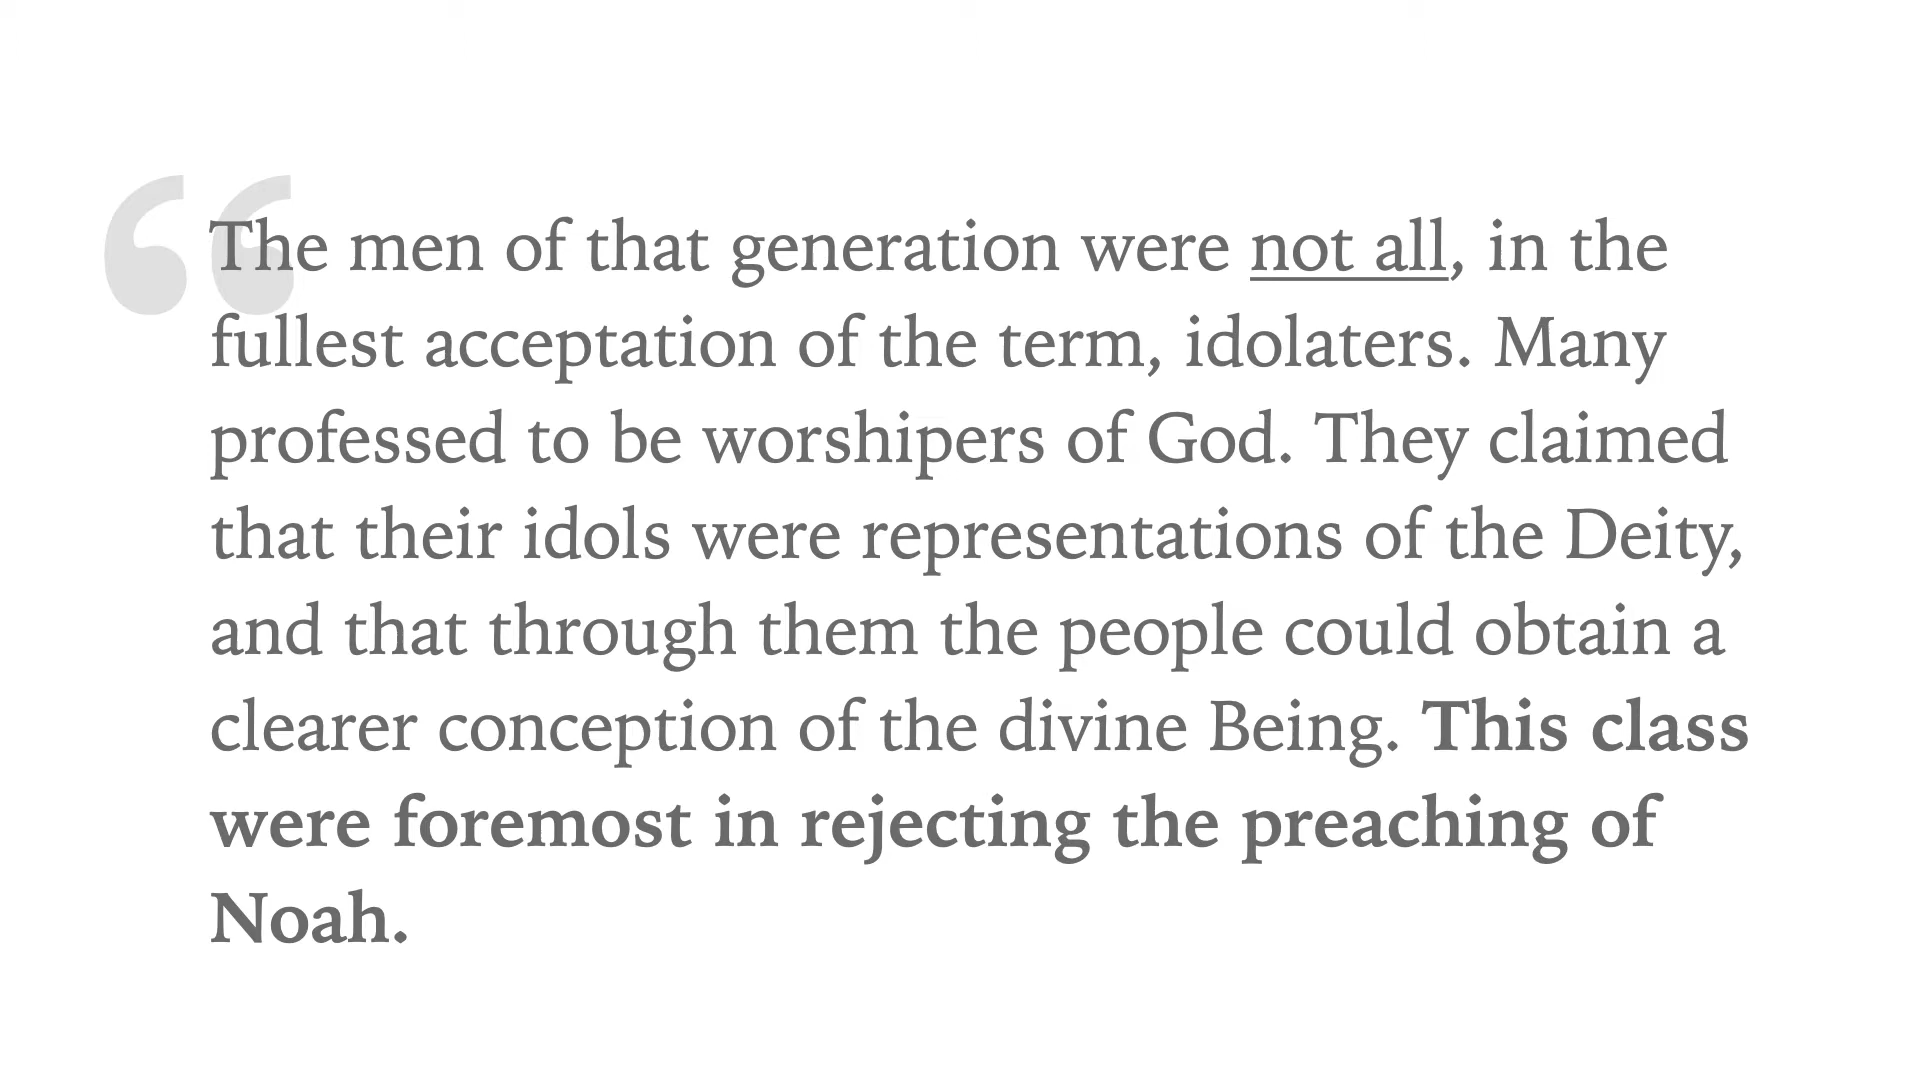 “The men of that generation were not all, in the
fullest acceptation of the term, idolaters. Many
professed to be worshipers of God. They claimed
that their idols were representations of the Deity,
and that through them the people could obtain a
clearer conception of the divine Being. This class
were foremost in rejecting the preaching of
Noah.